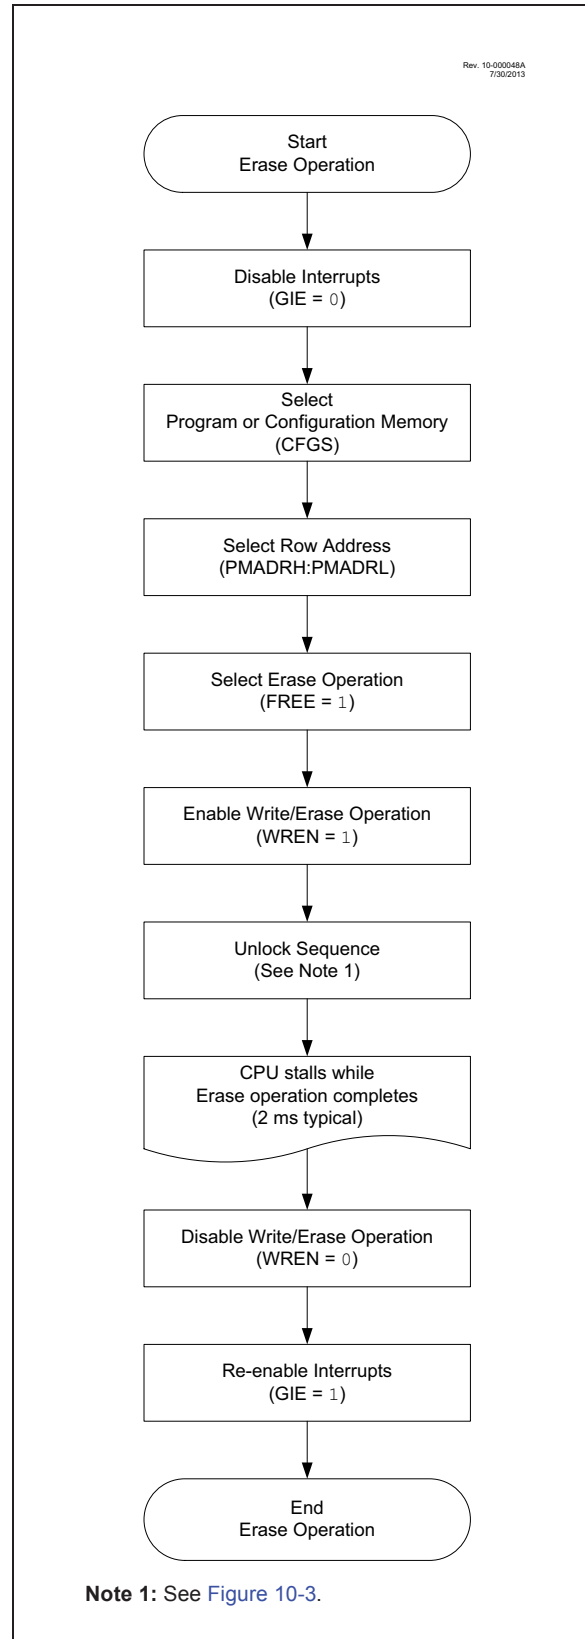 Rev. 10-000048A
7/30/2013
Start
Erase Operation
Disable Interrupts
(GIE = 0)
Select
Program or Configuration Memory
(CFGS)
Select Row Address
(PMADRH:PMADRL)
Select Erase Operation
(FREE = 1)
Enable Write/Erase Operation
(WREN = 1)
Unlock Sequence
(See Note 1)
CPU stalls while
Erase operation completes
(2 ms typical)
Disable Write/Erase Operation
(WREN = 0)
Re-enable Interrupts
(GIE = 1)
End
Erase Operation
Note 1: See Figure 10-3.